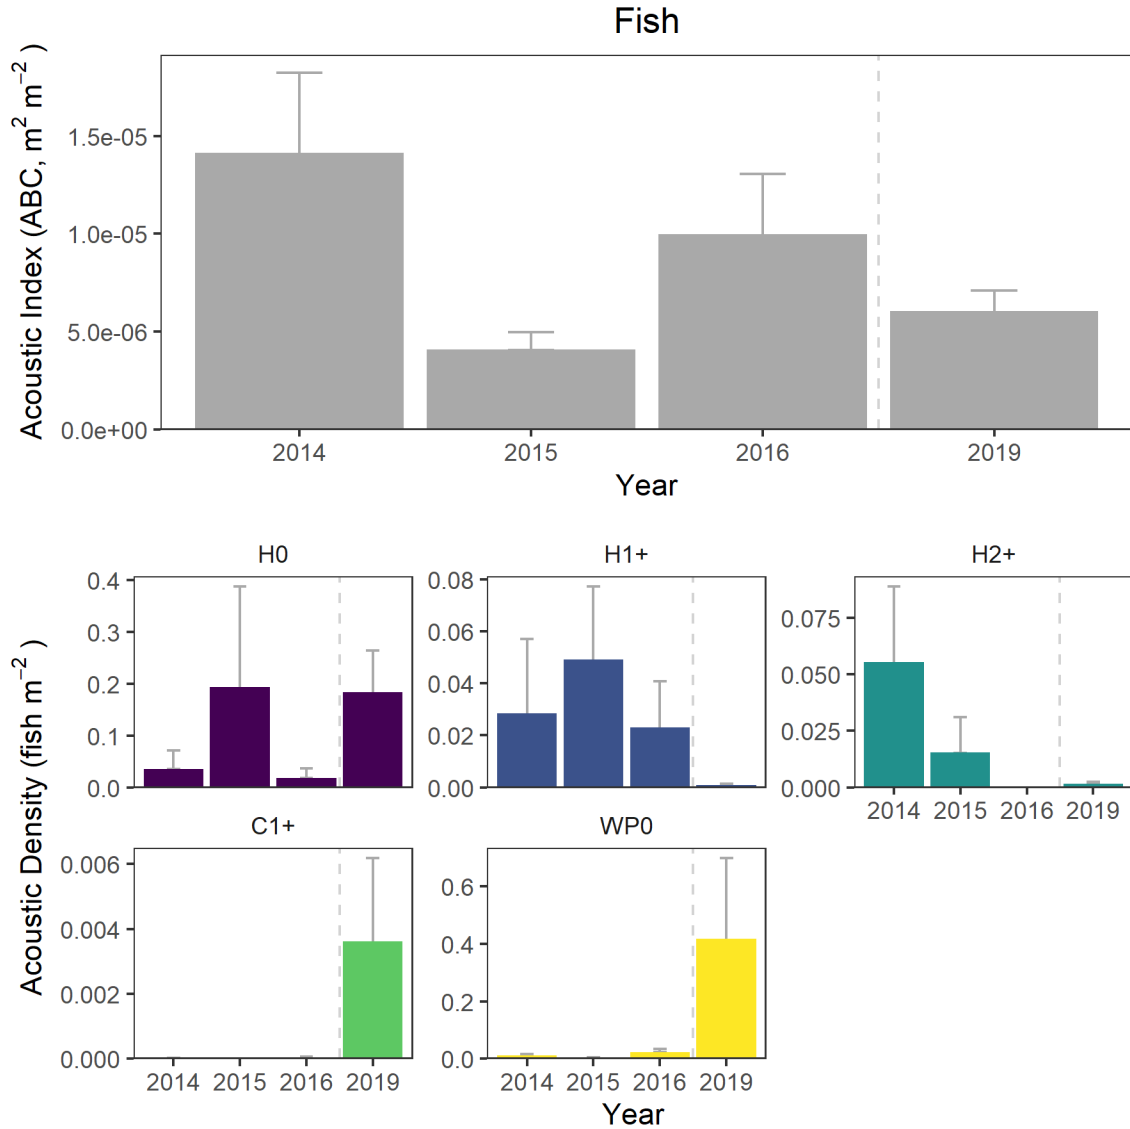 Fish
Acoustic Index (ABC, m² m⁻² )
1.5e-05
1.0e-05
5.0e-06
0.0e+00
2014 2015 2016 2019
Year
Acoustic Density (fish m⁻² )
H0 H1+ H2+
0.4
0.3
0.2
0.1
0.0
0.08
0.06
0.04
0.02
0.00
0.075
0.050
0.025
0.000
2014 2015 2016 2019
C1+ WP0
0.006
0.004
0.002
0.000
0.6
0.4
0.2
0.0
2014 2015 2016 2019
2014 2015 2016 2019
Year